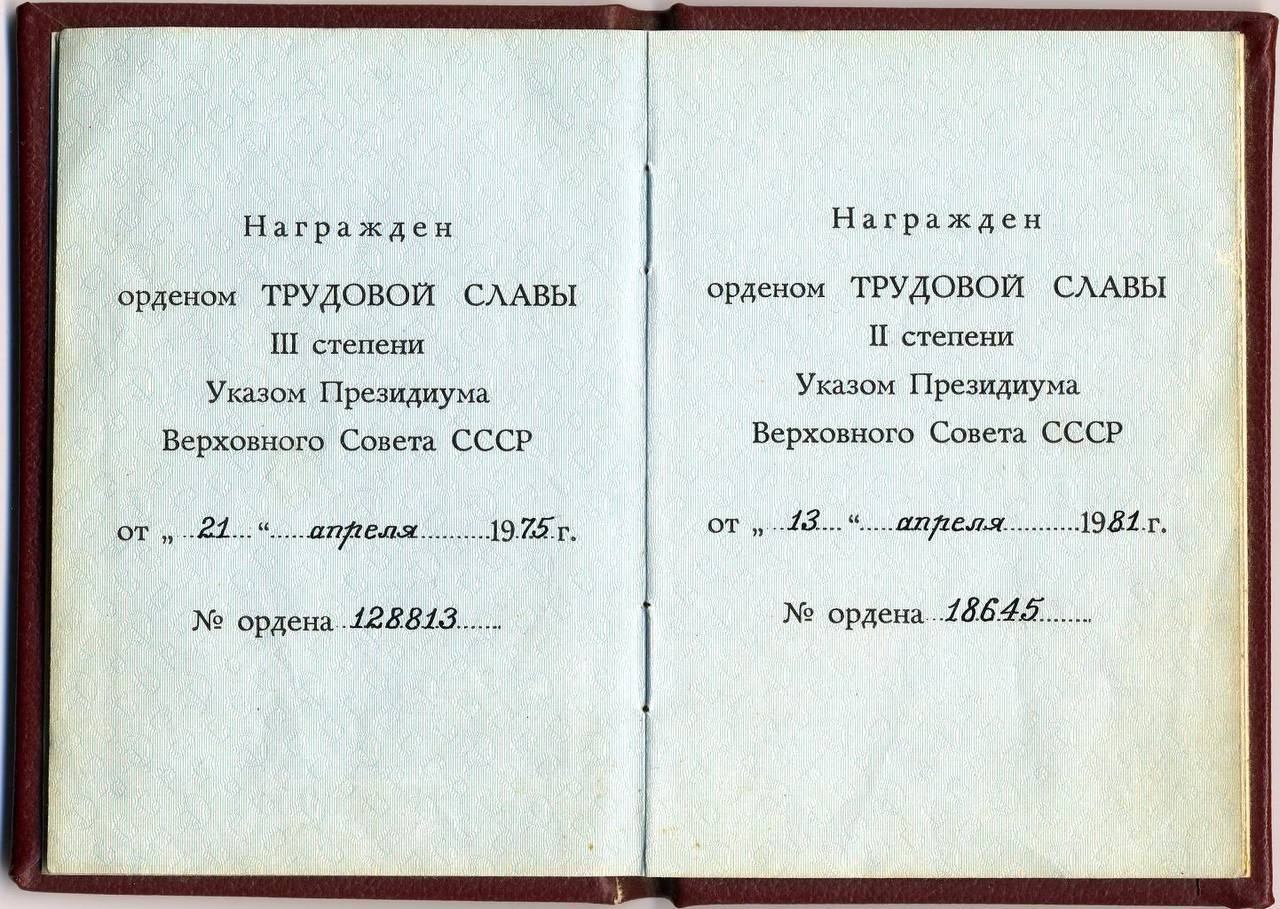 Награжден
орденом ТРУДОВОЙ СЛАВЫ
III степени
Указом Президиума
Верховного Совета СССР
от „ 21 “ апреля 1975 г.
№ ордена 128813
Награжден
орденом ТРУДОВОЙ СЛАВЫ
II степени
Указом Президиума
Верховного Совета СССР
от „ 13 “ апреля 1981 г.
№ ордена 18645